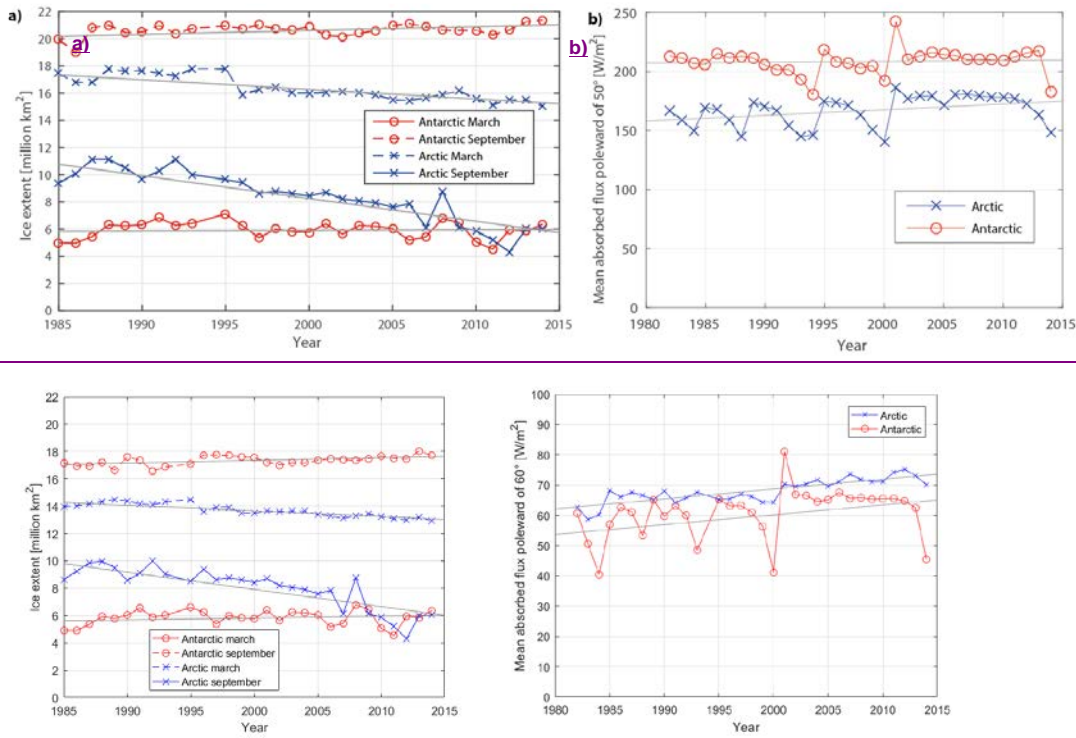 a)
a)
Ice extent [million km²]
22
20
18
16
14
12
10
8
6
4
2
0
1985 1990 1995 2000 2005 2010 2015
Year
Antarctic March
Antarctic September
Arctic March
Arctic September
b)
b)
Mean absorbed flux poleward of 50° [W/m²]
250
200
150
100
50
0
1980 1985 1990 1995 2000 2005 2010 2015
Year
Arctic
Antarctic
Ice extent [million km²]
22
20
18
16
14
12
10
8
6
4
2
0
1985 1990 1995 2000 2005 2010 2015
Year
Antarctic march
Antarctic september
Arctic march
Arctic september
Mean absorbed flux poleward of 60° [W/m²]
100
90
80
70
60
50
40
30
20
10
0
1980 1985 1990 1995 2000 2005 2010 2015
Year
Arctic
Antarctic